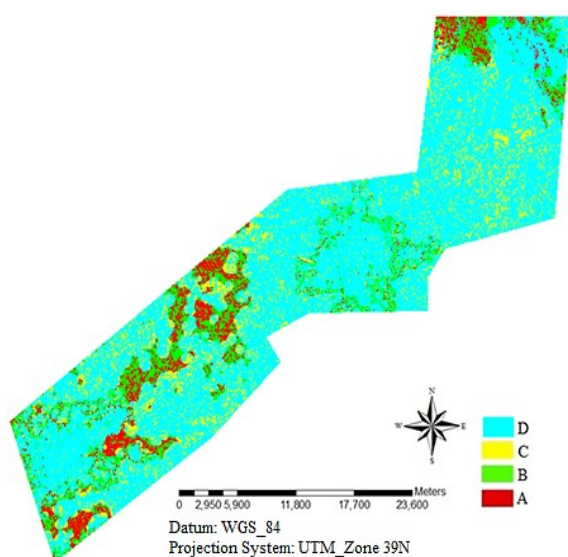 N
W E
S
D
C
B
A
Meters
0 2,950 5,900 11,800 17,700 23,600
Datum: WGS_84
Projection System: UTM_Zone 39N